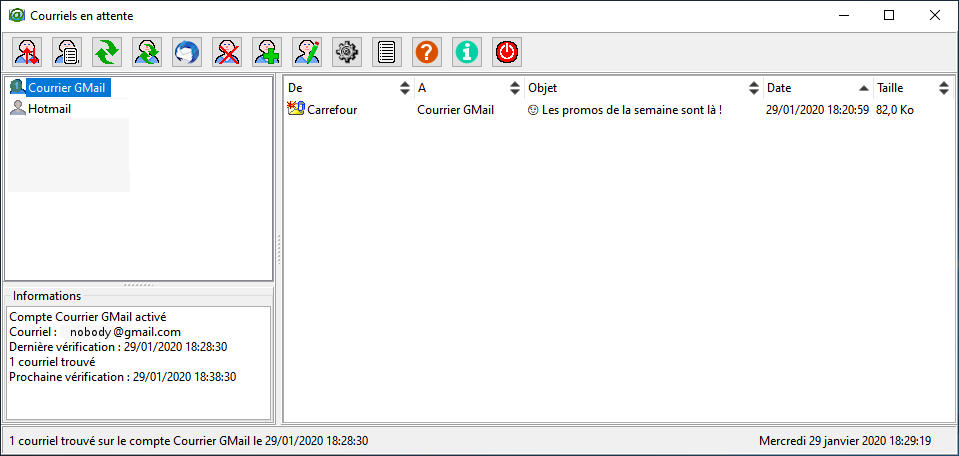 Courriels en attente
Courrier GMail
Hotmail
De A Objet Date Taille
Carrefour Courrier GMail Les promos de la semaine sont là ! 29/01/2020 18:20:59 82,0 Ko
Informations
Compte Courrier GMail activé
Courriel : nobody@gmail.com
Dernière vérification : 29/01/2020 18:28:30
1 courriel trouvé
Prochaine vérification : 29/01/2020 18:38:30
1 courriel trouvé sur le compte Courrier GMail le 29/01/2020 18:28:30 Mercredi 29 janvier 2020 18:29:19